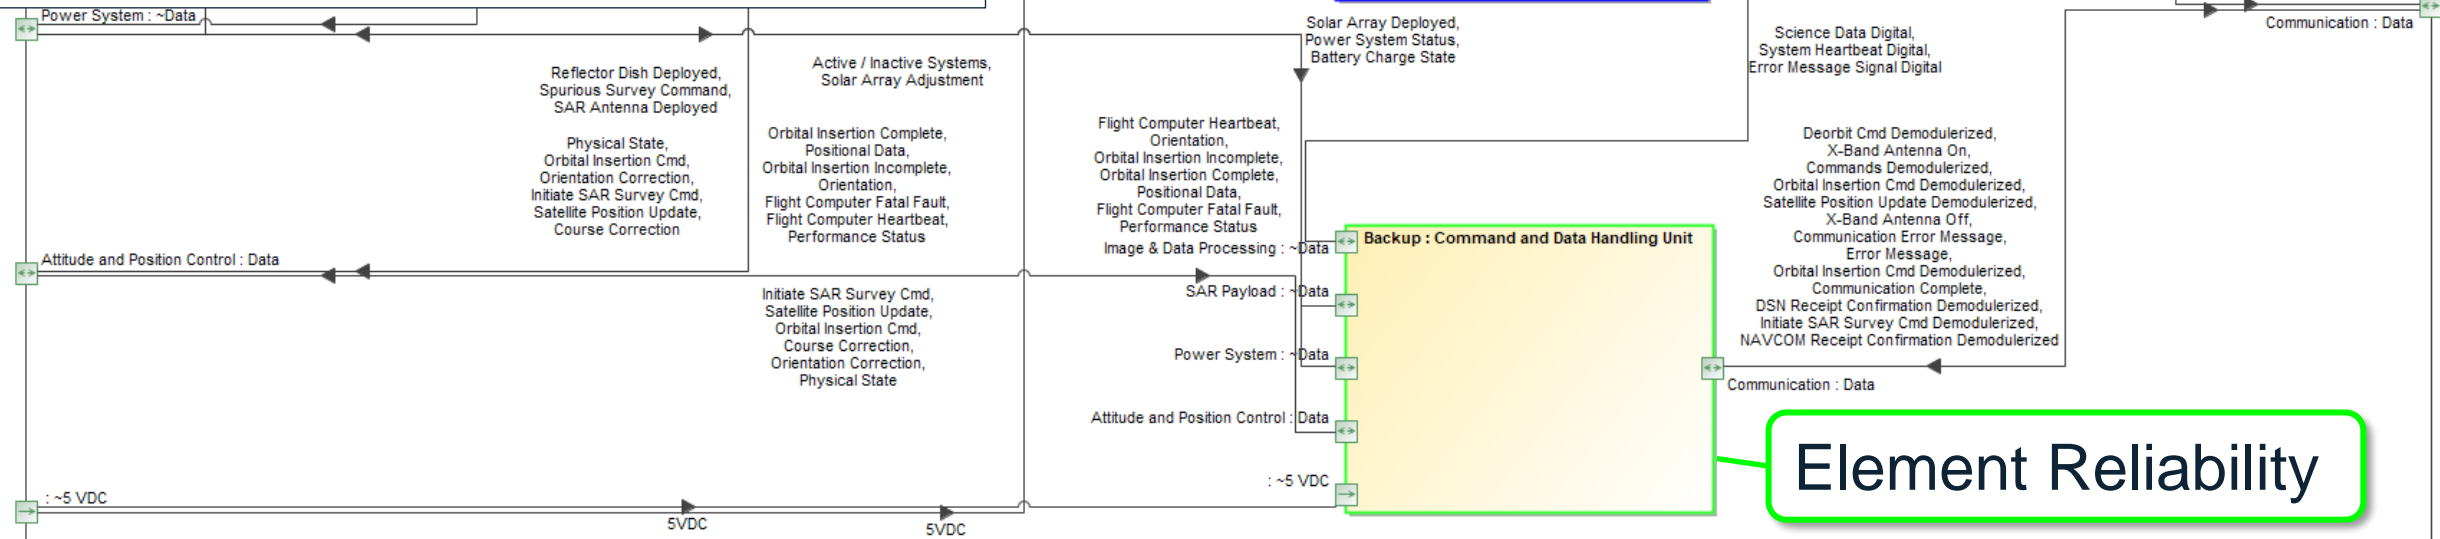 Power System : ~Data
Communication : Data
Solar Array Deployed,
Power System Status,
Battery Charge State
Science Data Digital,
System Heartbeat Digital,
Error Message Signal Digital
Reflector Dish Deployed,
Spurious Survey Command,
SAR Antenna Deployed
Active / Inactive Systems,
Solar Array Adjustment
Physical State,
Orbital Insertion Cmd,
Orientation Correction,
Initiate SAR Survey Cmd,
Satellite Position Update,
Course Correction
Orbital Insertion Complete,
Positional Data,
Orbital Insertion Incomplete,
Orientation,
Flight Computer Fatal Fault,
Flight Computer Heartbeat,
Performance Status
Flight Computer Heartbeat,
Orientation,
Orbital Insertion Incomplete,
Orbital Insertion Complete,
Positional Data,
Flight Computer Fatal Fault,
Performance Status
Deorbit Cmd Demodulerized,
X-Band Antenna On,
Commands Demodulerized,
Orbital Insertion Cmd Demodulerized,
Satellite Position Update Demodulerized,
X-Band Antenna Off,
Communication Error Message,
Error Message,
Orbital Insertion Cmd Demodulerized,
Communication Complete,
DSN Receipt Confirmation Demodulerized,
Initiate SAR Survey Cmd Demodulerized,
NAVCOM Receipt Confirmation Demodulerized
Attitude and Position Control : Data
Initiate SAR Survey Cmd,
Satellite Position Update,
Orbital Insertion Cmd,
Course Correction,
Orientation Correction,
Physical State
Backup : Command and Data Handling Unit
Image & Data Processing : ~Data
SAR Payload : ~Data
Power System : ~Data
Attitude and Position Control : Data
: ~5 VDC
Communication : Data
Element Reliability
: ~5 VDC
5VDC
5VDC